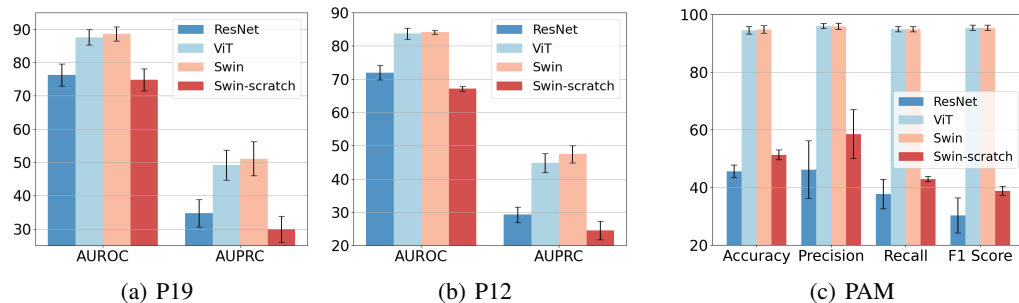 90
80
70
60
50
40
30
AUROC
AUPRC
ResNet
ViT
Swin
Swin-scratch
(a) P19
90
80
70
60
50
40
30
20
AUROC
AUPRC
ResNet
ViT
Swin
Swin-scratch
(b) P12
100
80
60
40
20
Accuracy
Precision
Recall
F1 Score
ResNet
ViT
Swin
Swin-scratch
(c) PAM